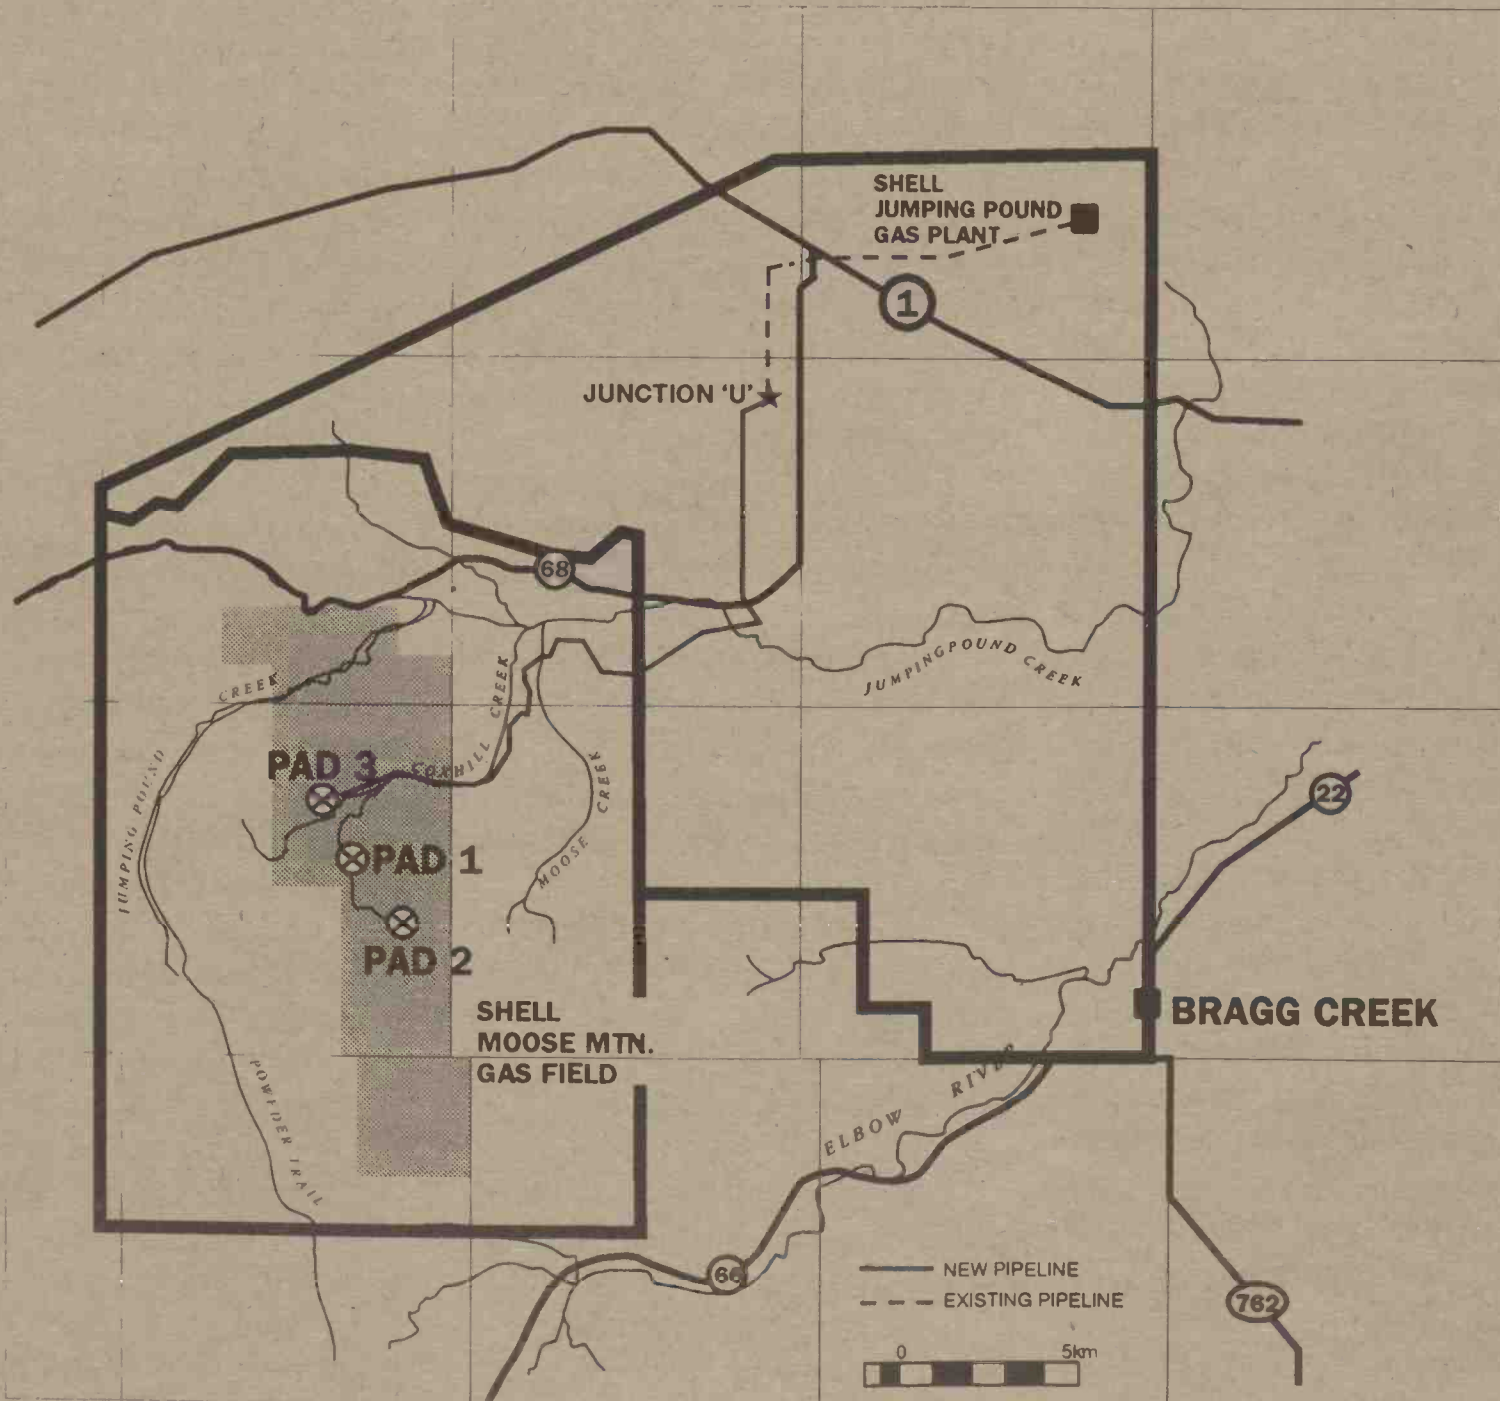 SHELL
JUMPING POUND
GAS PLANT
1
JUNCTION 'U'
68
CREEK
CREEK
JUMPINGPOUND CREEK
PAD 3
COXHILL
CREEK
JUMPING POUND
22
PAD 1
MOOSE
PAD 2
SHELL
MOOSE MTN.
GAS FIELD
BRAGG CREEK
POWDER TRAIL
ELBOW RIVER
66
NEW PIPELINE
EXISTING PIPELINE
762
0 5km